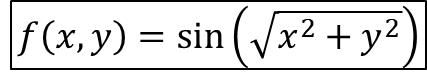 f(x, y) = sin(√(x² + y²))